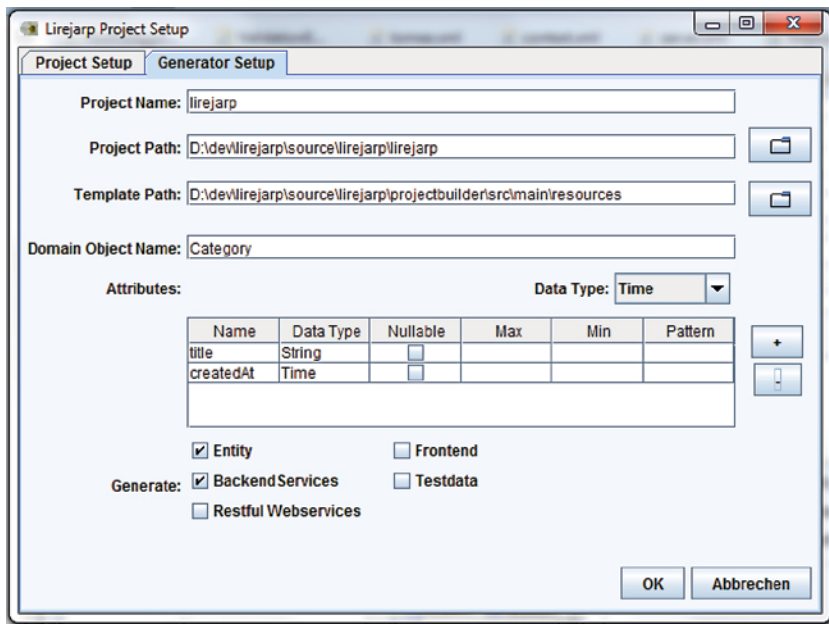 Lirejarp Project Setup
Project Setup Generator Setup
Project Name: lirejarp
Project Path: D:\dev\lirejarp\source\lirejarp\lirejarp
Template Path: D:\dev\lirejarp\source\lirejarp\projectbuilder\src\main\resources
Domain Object Name: Category
Attributes: Data Type: Time
Name Data Type Nullable Max Min Pattern
title String
createdAt Time
+
-
Entity Frontend
Generate: Backend Services Testdata
Restful Webservices
OK Abbrechen